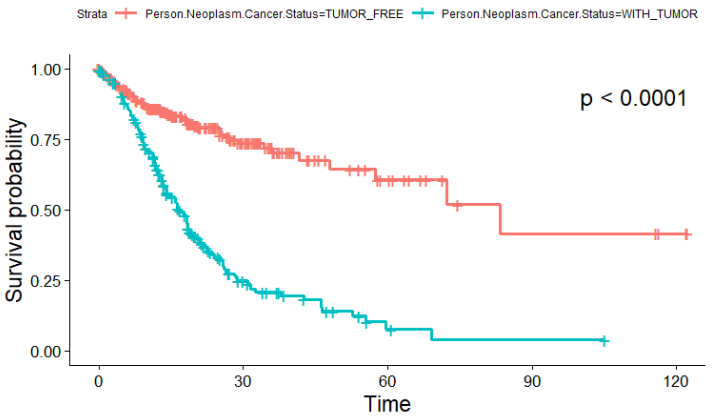 Strata Person.Neoplasm.Cancer.Status=TUMOR_FREE Person.Neoplasm.Cancer.Status=WITH_TUMOR
1.00
p < 0.0001
0.75
Survival probability
0.50
0.25
0.00
0 30 60 90 120
Time